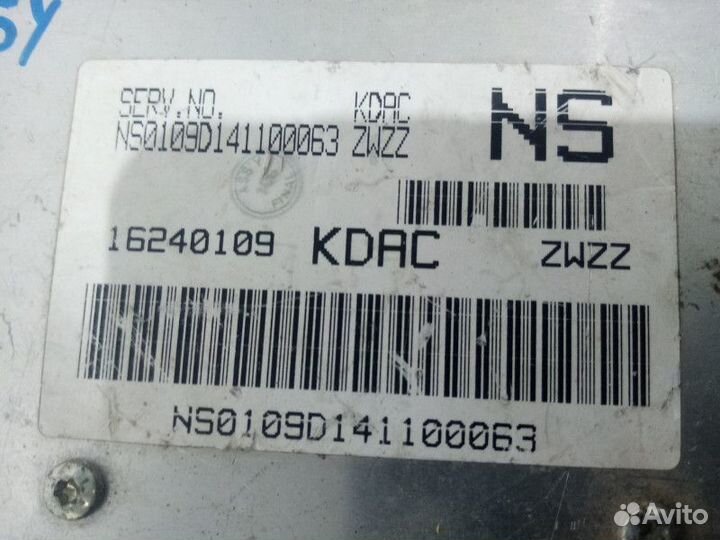 SERV.NO. KDAC NS
NS0109D141100063 ZWZZ
16240109 KDAC ZWZZ
NS0109D141100063
Avito